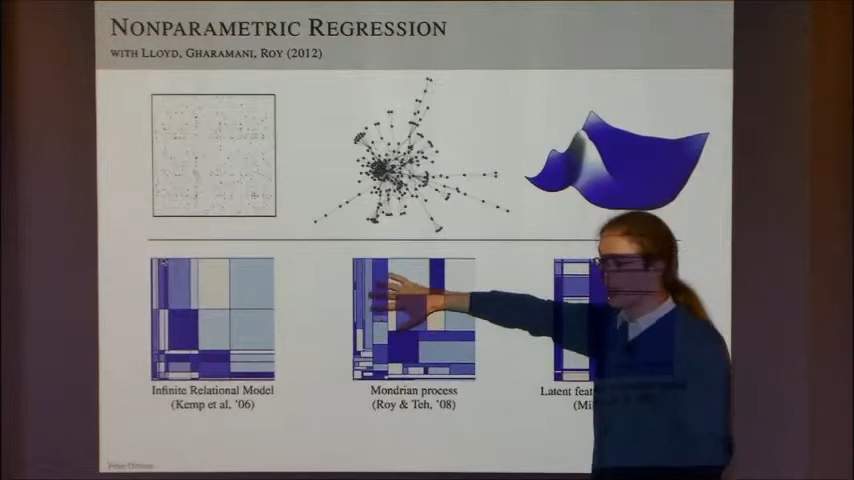 NONPARAMETRIC REGRESSION
WITH LLOYD, GHARAMANI, ROY (2012)
Infinite Relational Model
(Kemp et al, '06)
Mondrian process
(Roy & Teh, '08)
Latent